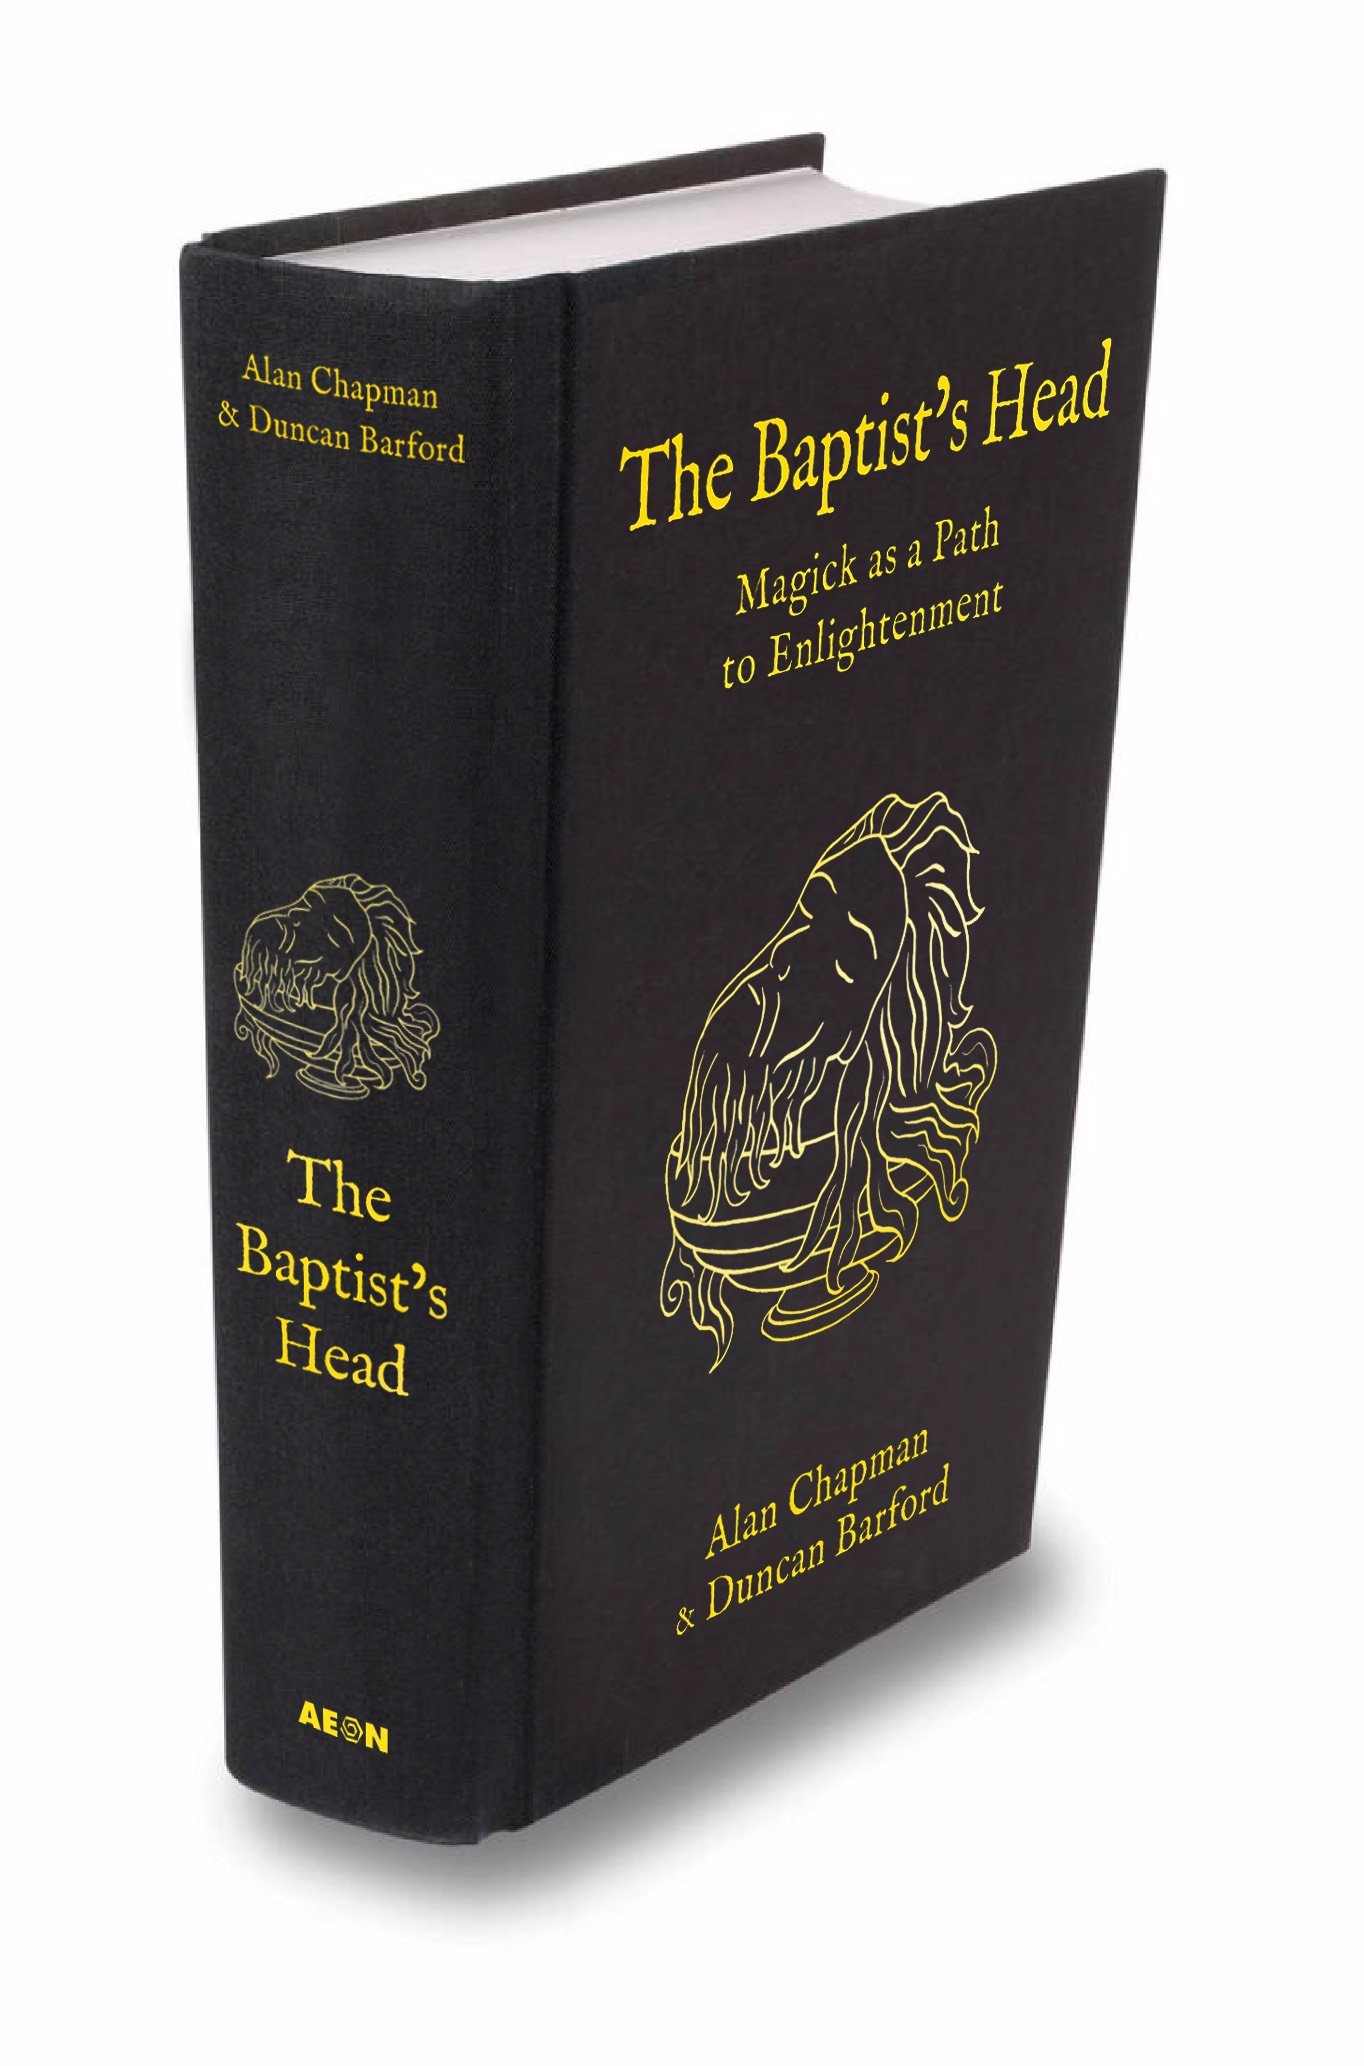 Alan Chapman
& Duncan Barford
The
Baptist’s
Head
AEON
The Baptist’s Head
Magick as a Path
to Enlightenment
Alan Chapman
& Duncan Barford